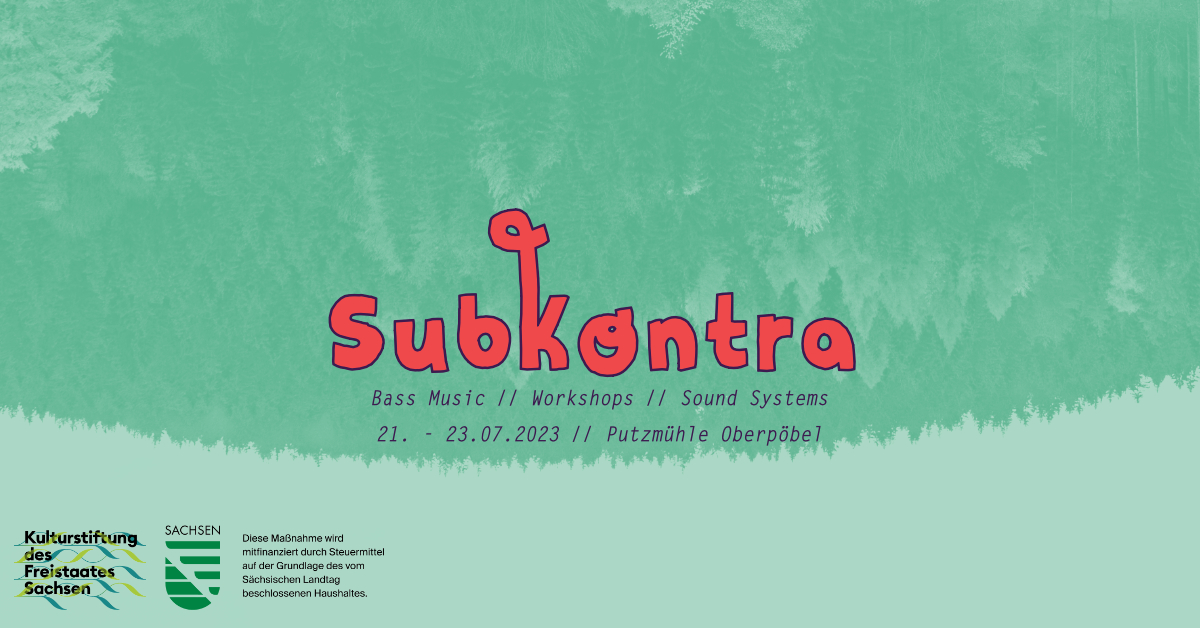 Subkontra
Bass Music // Workshops // Sound Systems
21. - 23.07.2023 // Putzmühle Oberpöbel
Kulturstiftung
des
Freistaates
Sachsen
SACHSEN
Diese Maßnahme wird
mitfinanziert durch Steuermittel
auf der Grundlage des vom
Sächsischen Landtag
beschlossenen Haushaltes.